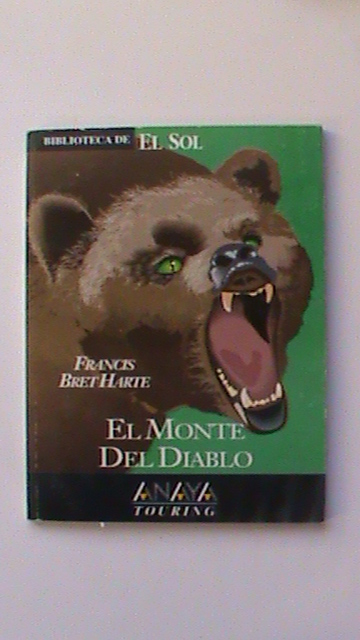 BIBLIOTECA DE EL SOL
FRANCIS
BRET HARTE
EL MONTE
DEL DIABLO
ANAYA
TOURING